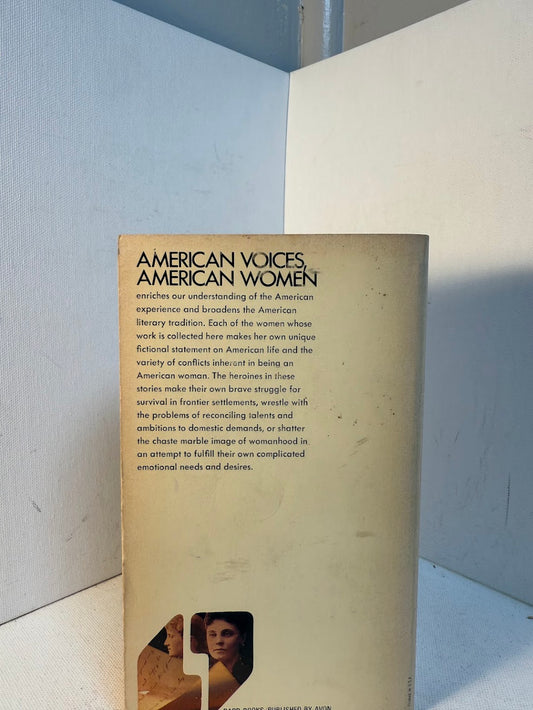 AMERICAN VOICES,
AMERICAN WOMEN
enriches our understanding of the American
experience and broadens the American
literary tradition. Each of the women whose
work is collected here makes her own unique
fictional statement on American life and the
variety of conflicts inherent in being an
American woman. The heroines in these
stories make their own brave struggle for
survival in frontier settlements, wrestle with
the problems of reconciling talents and
ambitions to domestic demands, or shatter
the chaste marble image of womanhood in
an attempt to fulfill their own complicated
emotional needs and desires.
BOOKS/PUBLISHED BY AVON